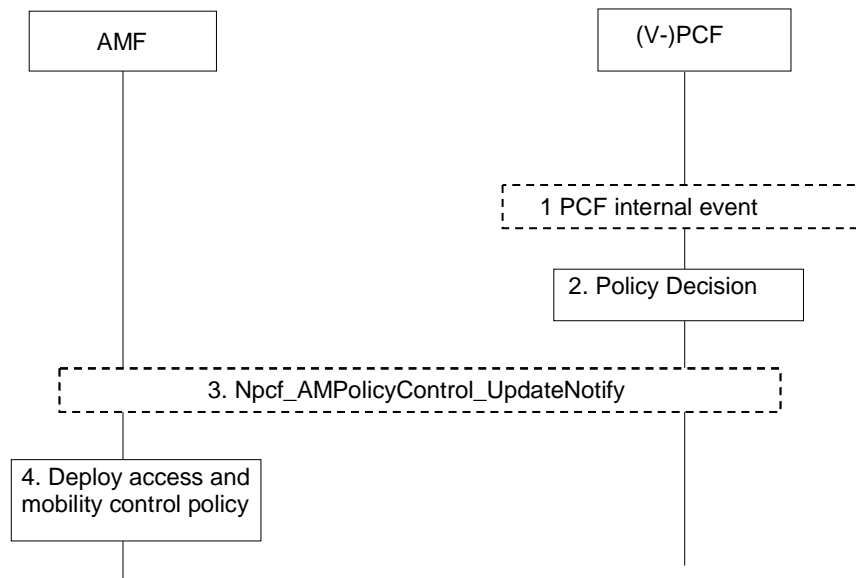 AMF
(V-)PCF
1 PCF internal event
2. Policy Decision
3. Npcf_AMPolicyControl_UpdateNotify
4. Deploy access and
mobility control policy